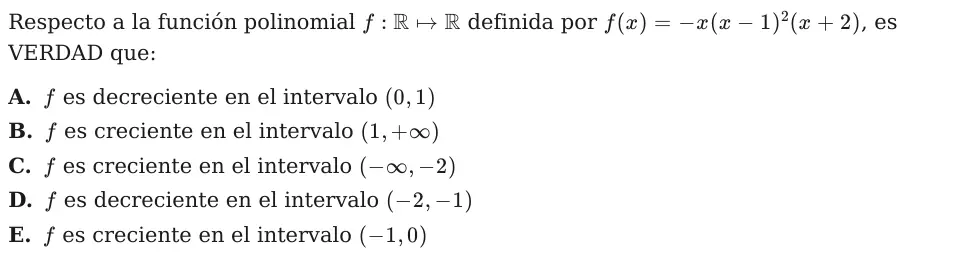 Respecto a la función polinomial f : ℝ ↦ ℝ definida por f(x) = −x(x − 1)²(x + 2), es
VERDAD que:
A. f es decreciente en el intervalo (0, 1)
B. f es creciente en el intervalo (1, +∞)
C. f es creciente en el intervalo (−∞, −2)
D. f es decreciente en el intervalo (−2, −1)
E. f es creciente en el intervalo (−1, 0)